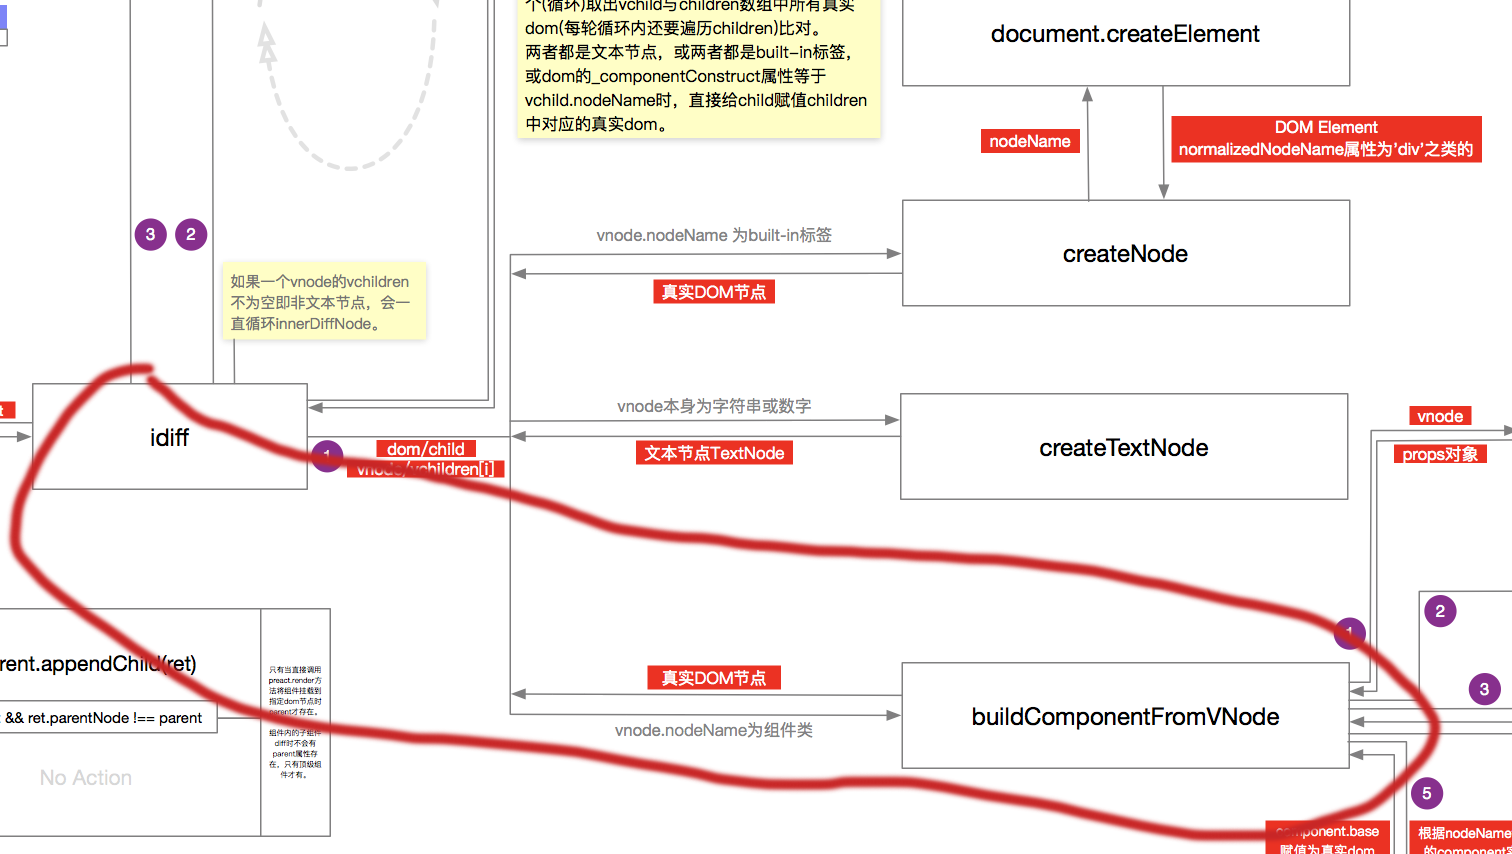 个(循环)取出vchild与children数组中所有真实
dom(每轮循环内还要遍历children)比对。
两者都是文本节点，或两者都是built-in标签，
或dom的_componentConstruct属性等于
vchild.nodeName时，直接给child赋值children
中对应的真实dom。
document.createElement
nodeName
DOM Element
normalizedNodeName属性为'div'之类的
3
2
vnode.nodeName 为built-in标签
createNode
真实DOM节点
如果一个vnode的vchildren
不为空即非文本节点，会一
直循环innerDiffNode。
t
idiff
1
dom/child
vnode/vchildren[i]
vnode本身为字符串或数字
文本节点TextNode
createTextNode
vnode
props对象
2
1
rent.appendChild(ret)
只有当直接调用
preact.render方
法将组件挂载到
指定dom节点时
parent才存在。
组件内的子组件
diff时不会有
parent属性存
在，只有顶级组
件才有。
&& ret.parentNode !== parent
No Action
真实DOM节点
vnode.nodeName为组件类
buildComponentFromVNode
3
5
component.base
赋值为真实dom
根据nodeName
的component